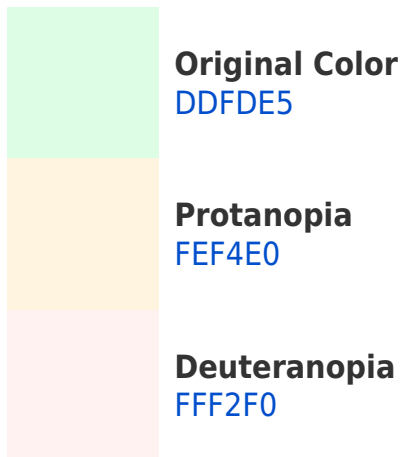 Original Color
DDFDE5
Protanopia
FEF4E0
Deuteranopia
FFF2F0